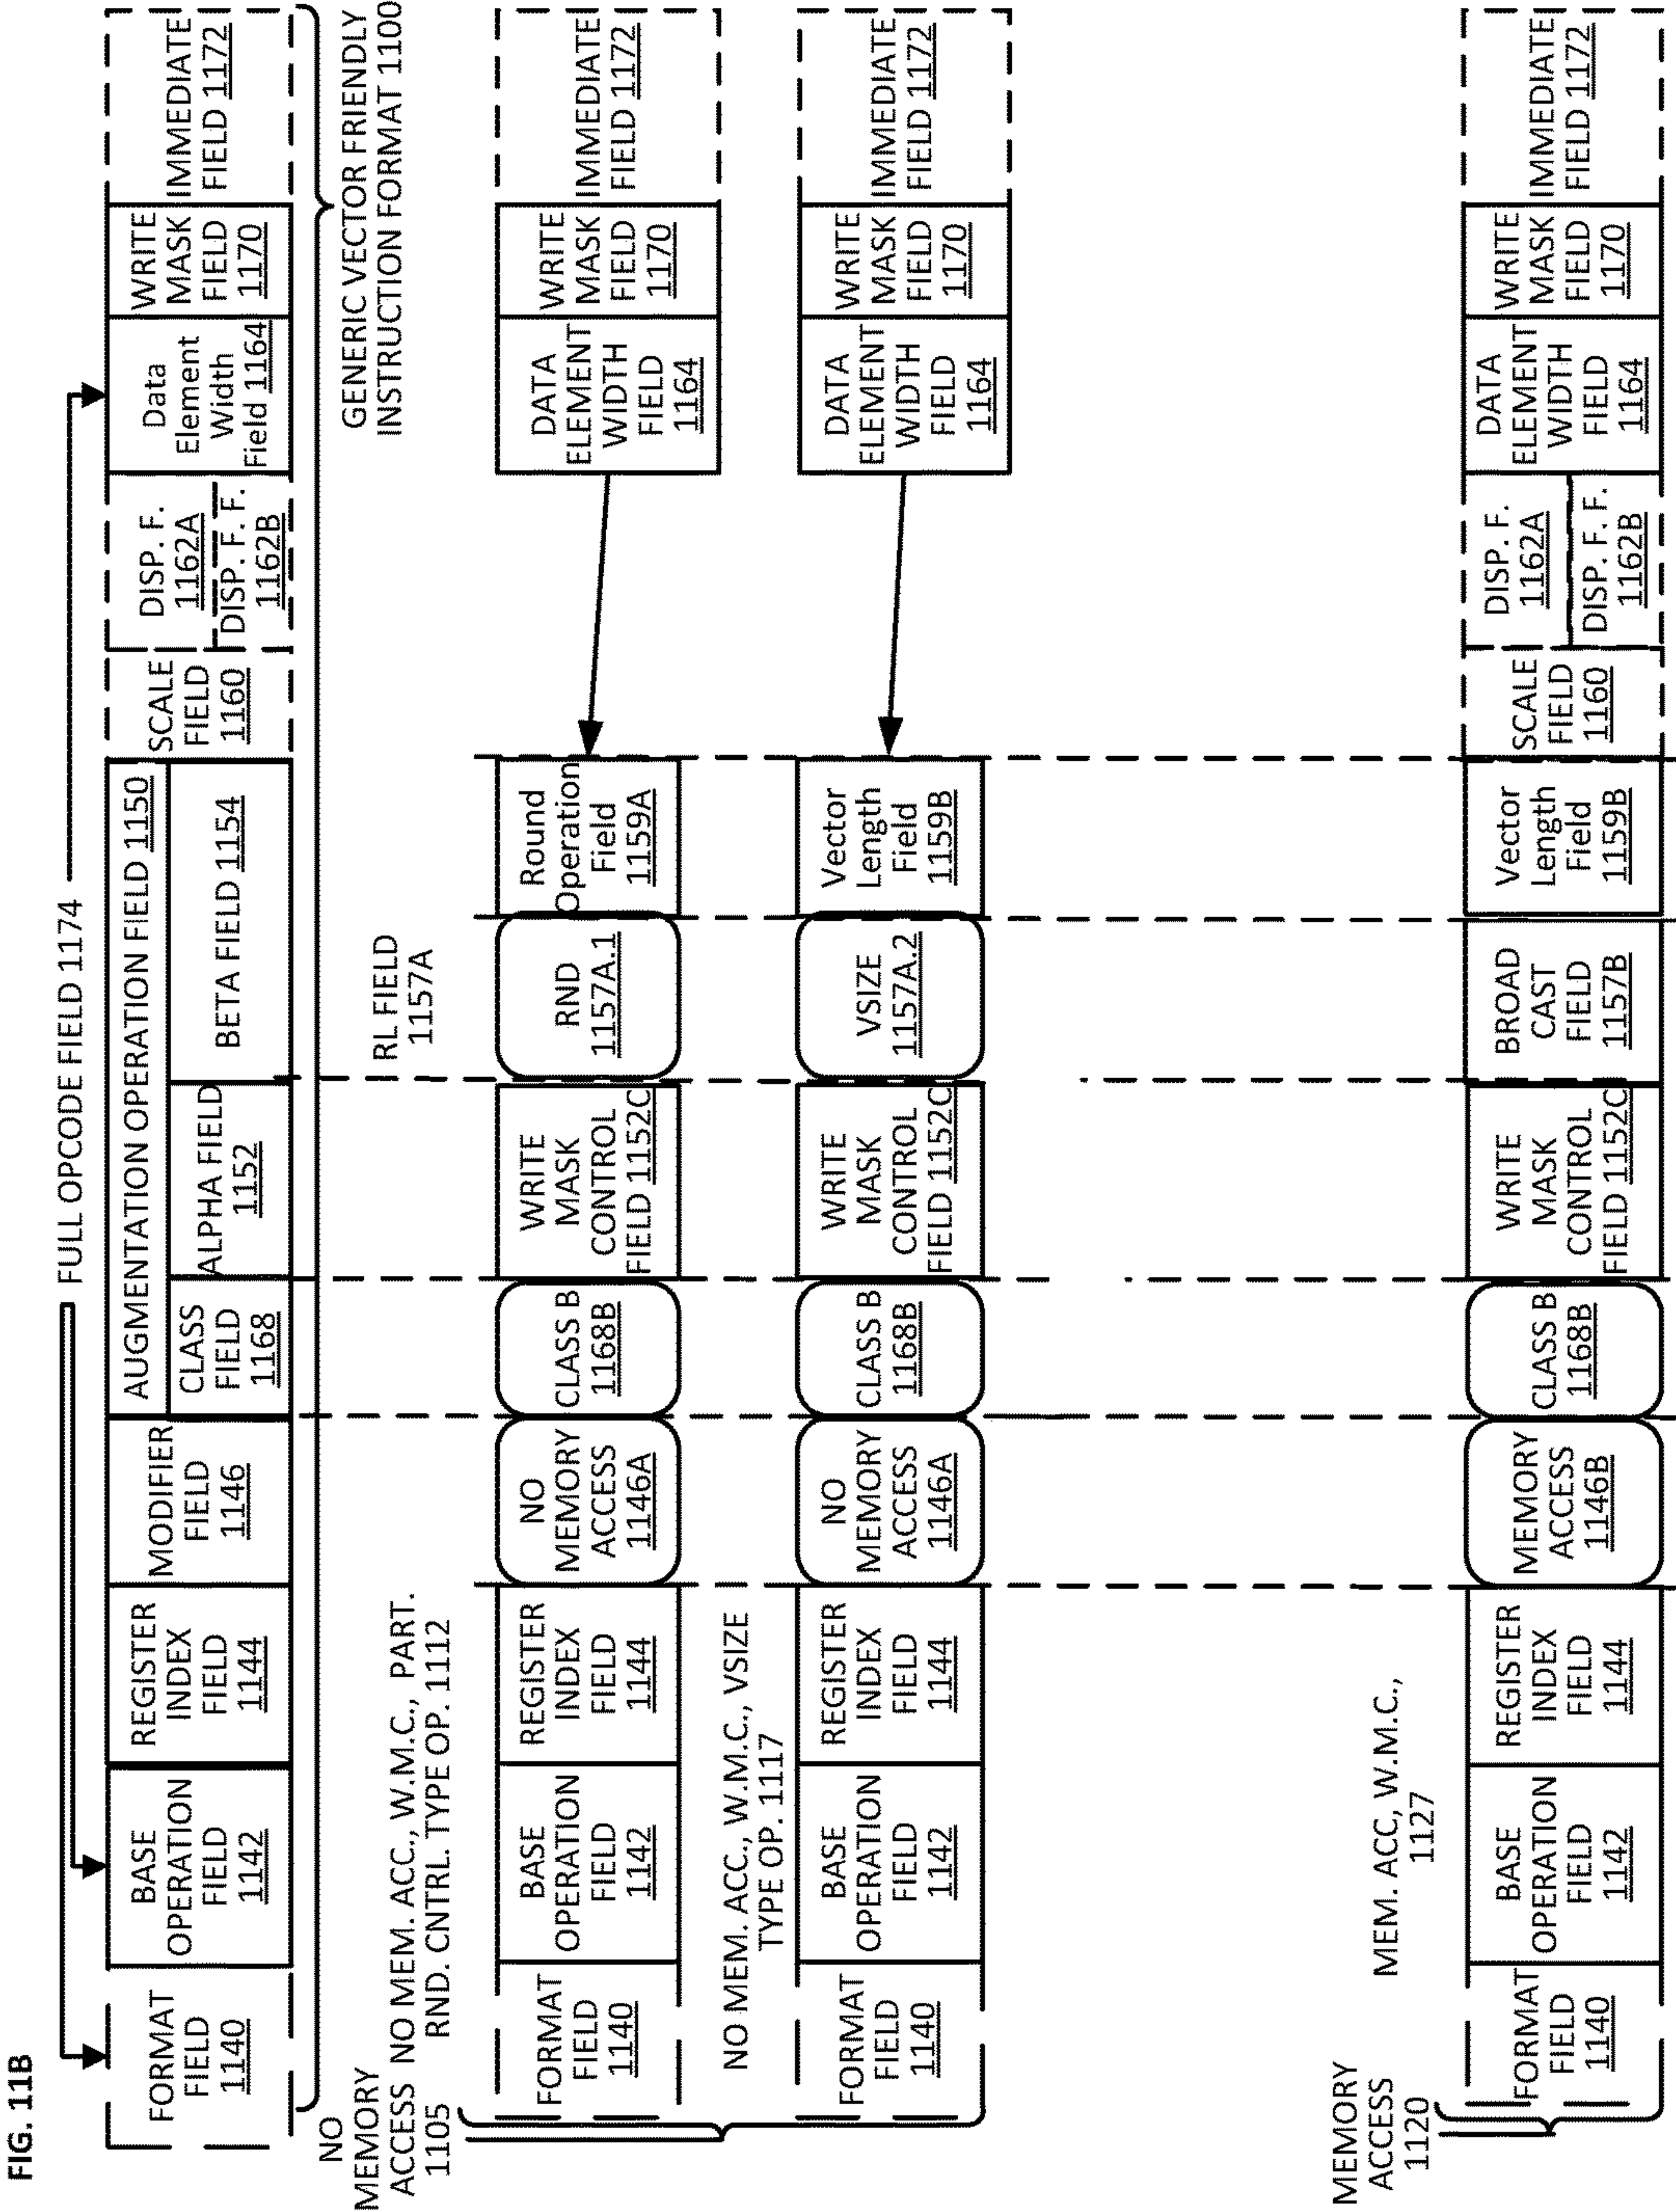 FIG. 11B
FULL OPCODE FIELD 1174
FORMAT
FIELD
1140
BASE
OPERATION
FIELD
1142
REGISTER
INDEX
FIELD
1144
MODIFIER
FIELD
1146
AUGMENTATION OPERATION FIELD 1150
CLASS
FIELD
1168
ALPHA FIELD
1152
BETA FIELD 1154
SCALE
FIELD
1160
DISP. F.
1162A
DISP. F. F.
1162B
Data
Element
Width
Field 1164
WRITE
MASK
FIELD
1170
IMMEDIATE
FIELD 1172
GENERIC VECTOR FRIENDLY
INSTRUCTION FORMAT 1100
NO
MEMORY
ACCESS
1105
NO MEM. ACC., W.M.C., PART.
RND. CNTRL. TYPE OP. 1112
RL FIELD
1157A
FORMAT
FIELD
1140
BASE
OPERATION
FIELD
1142
REGISTER
INDEX
FIELD
1144
NO
MEMORY
ACCESS
1146A
CLASS B
1168B
WRITE
MASK
CONTROL
FIELD 1152C
RND
1157A.1
Round
Operation
Field
1159A
DATA
ELEMENT
WIDTH
FIELD
1164
WRITE
MASK
FIELD
1170
IMMEDIATE
FIELD 1172
NO MEM. ACC., W.M.C., VSIZE
TYPE OP. 1117
FORMAT
FIELD
1140
BASE
OPERATION
FIELD
1142
REGISTER
INDEX
FIELD
1144
NO
MEMORY
ACCESS
1146A
CLASS B
1168B
WRITE
MASK
CONTROL
FIELD 1152C
VSIZE
1157A.2
Vector
Length
Field
1159B
DATA
ELEMENT
WIDTH
FIELD
1164
WRITE
MASK
FIELD
1170
IMMEDIATE
FIELD 1172
MEMORY
ACCESS
1120
MEM. ACC, W.M.C.,
1127
FORMAT
FIELD
1140
BASE
OPERATION
FIELD
1142
REGISTER
INDEX
FIELD
1144
MEMORY
ACCESS
1146B
CLASS B
1168B
WRITE
MASK
CONTROL
FIELD 1152C
BROAD
CAST
FIELD
1157B
Vector
Length
Field
1159B
SCALE
FIELD
1160
DISP. F.
1162A
DISP. F. F.
1162B
DATA
ELEMENT
WIDTH
FIELD
1164
WRITE
MASK
FIELD
1170
IMMEDIATE
FIELD 1172